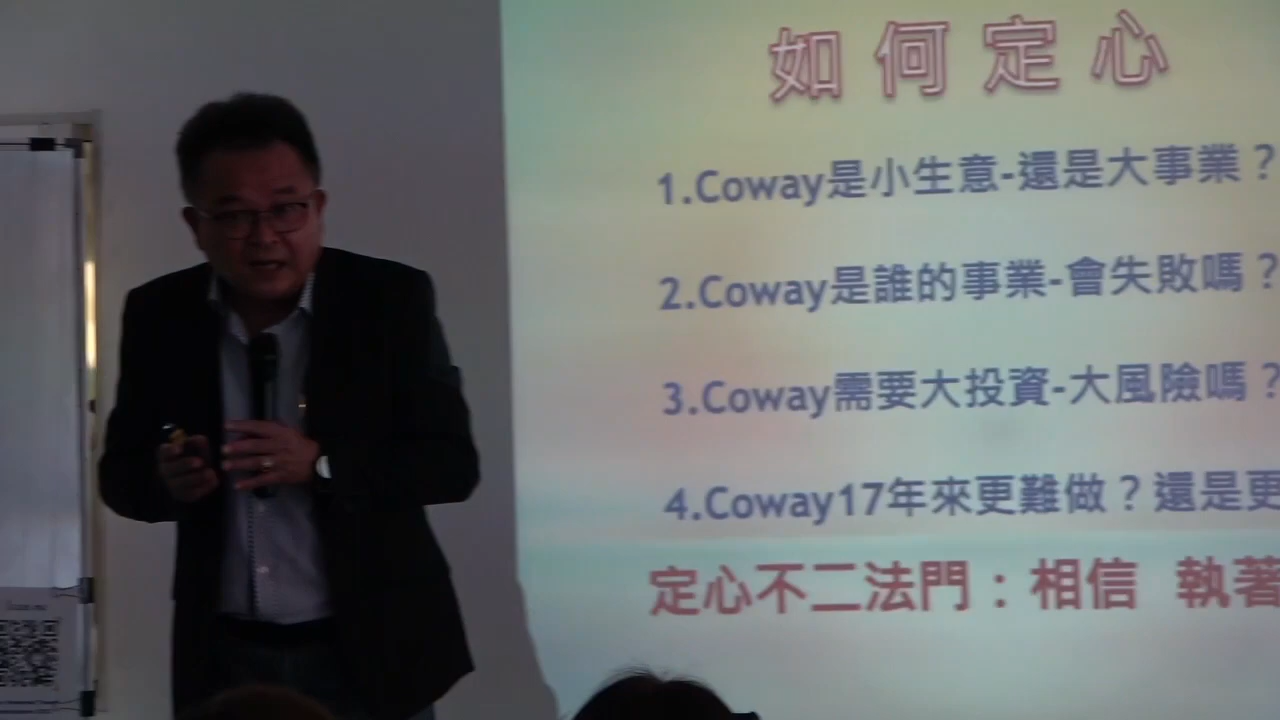 如何定心
1.Coway是小生意-還是大事業？
2.Coway是誰的事業-會失敗嗎？
3.Coway需要大投資-大風險嗎？
4.Coway17年來更難做？還是更
定心不二法門：相信 執著